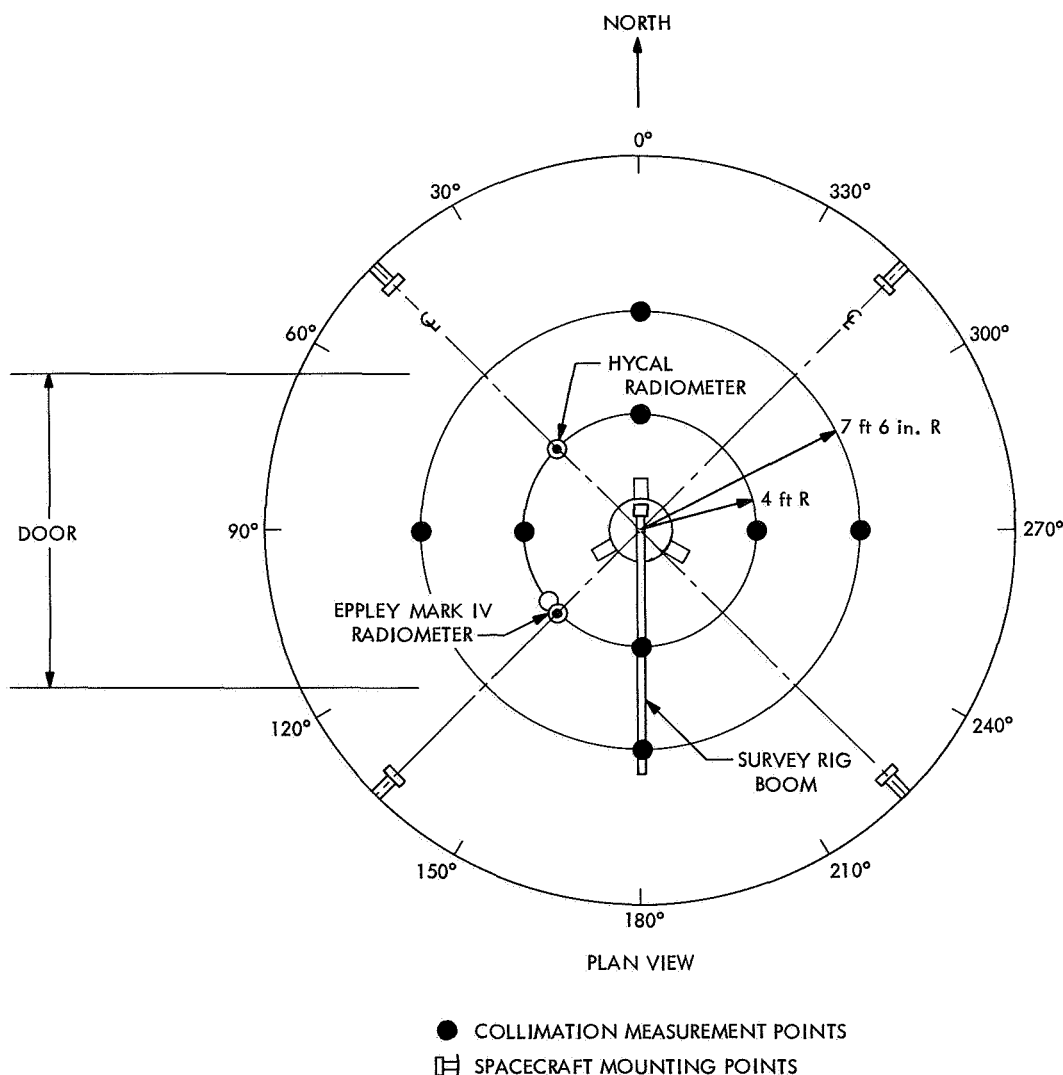 NORTH
0°
30°
330°
60°
300°
HYCAL
RADIOMETER
7 ft 6 in. R
4 ft R
DOOR
90°
270°
EPPLEY MARK IV
RADIOMETER
120°
240°
SURVEY RIG
BOOM
150°
210°
180°
PLAN VIEW
COLLIMATION MEASUREMENT POINTS
SPACECRAFT MOUNTING POINTS